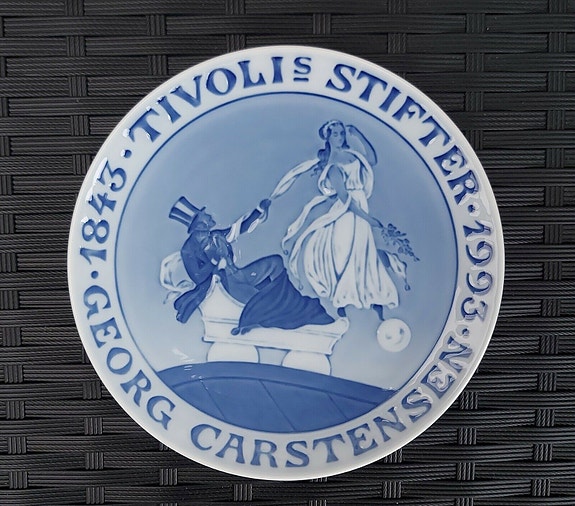 · 1843 · TIVOLIS STIFTER · 1993 ·
GEORG CARSTENSEN